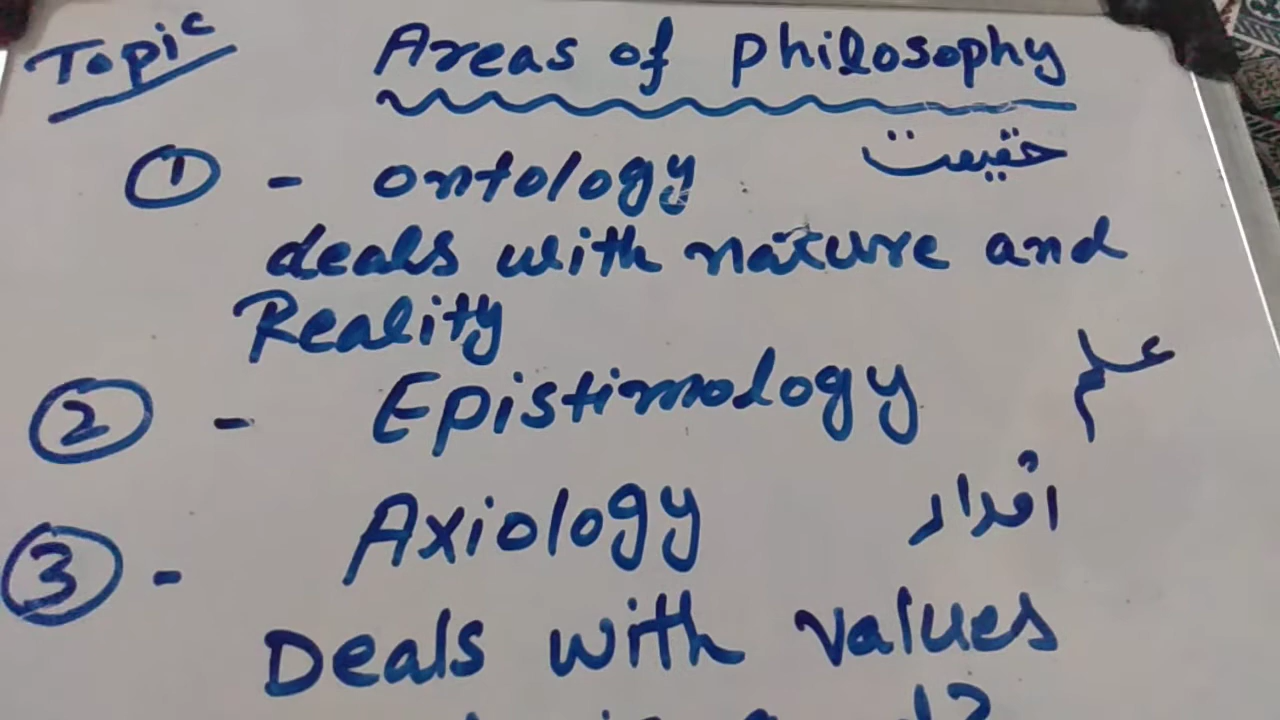 Topic Areas of Philosophy
1 - ontology حقیقت
deals with nature and
Reality
2 - Epistimology علم
3 - Axiology اقدار
Deals with values